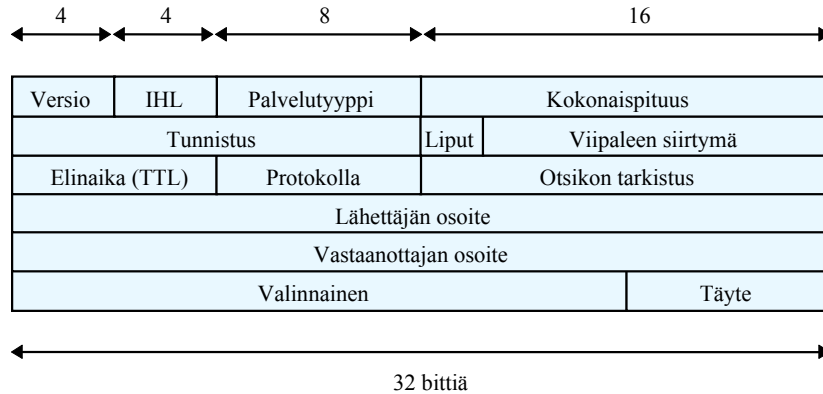 4 4 8 16
Versio IHL Palvelutyyppi Kokonaispituus
Tunnistus Liput Viipaleen siirtymä
Elinaika (TTL) Protokolla Otsikon tarkistus
Lähettäjän osoite
Vastaanottajan osoite
Valinnainen Täyte
32 bittiä